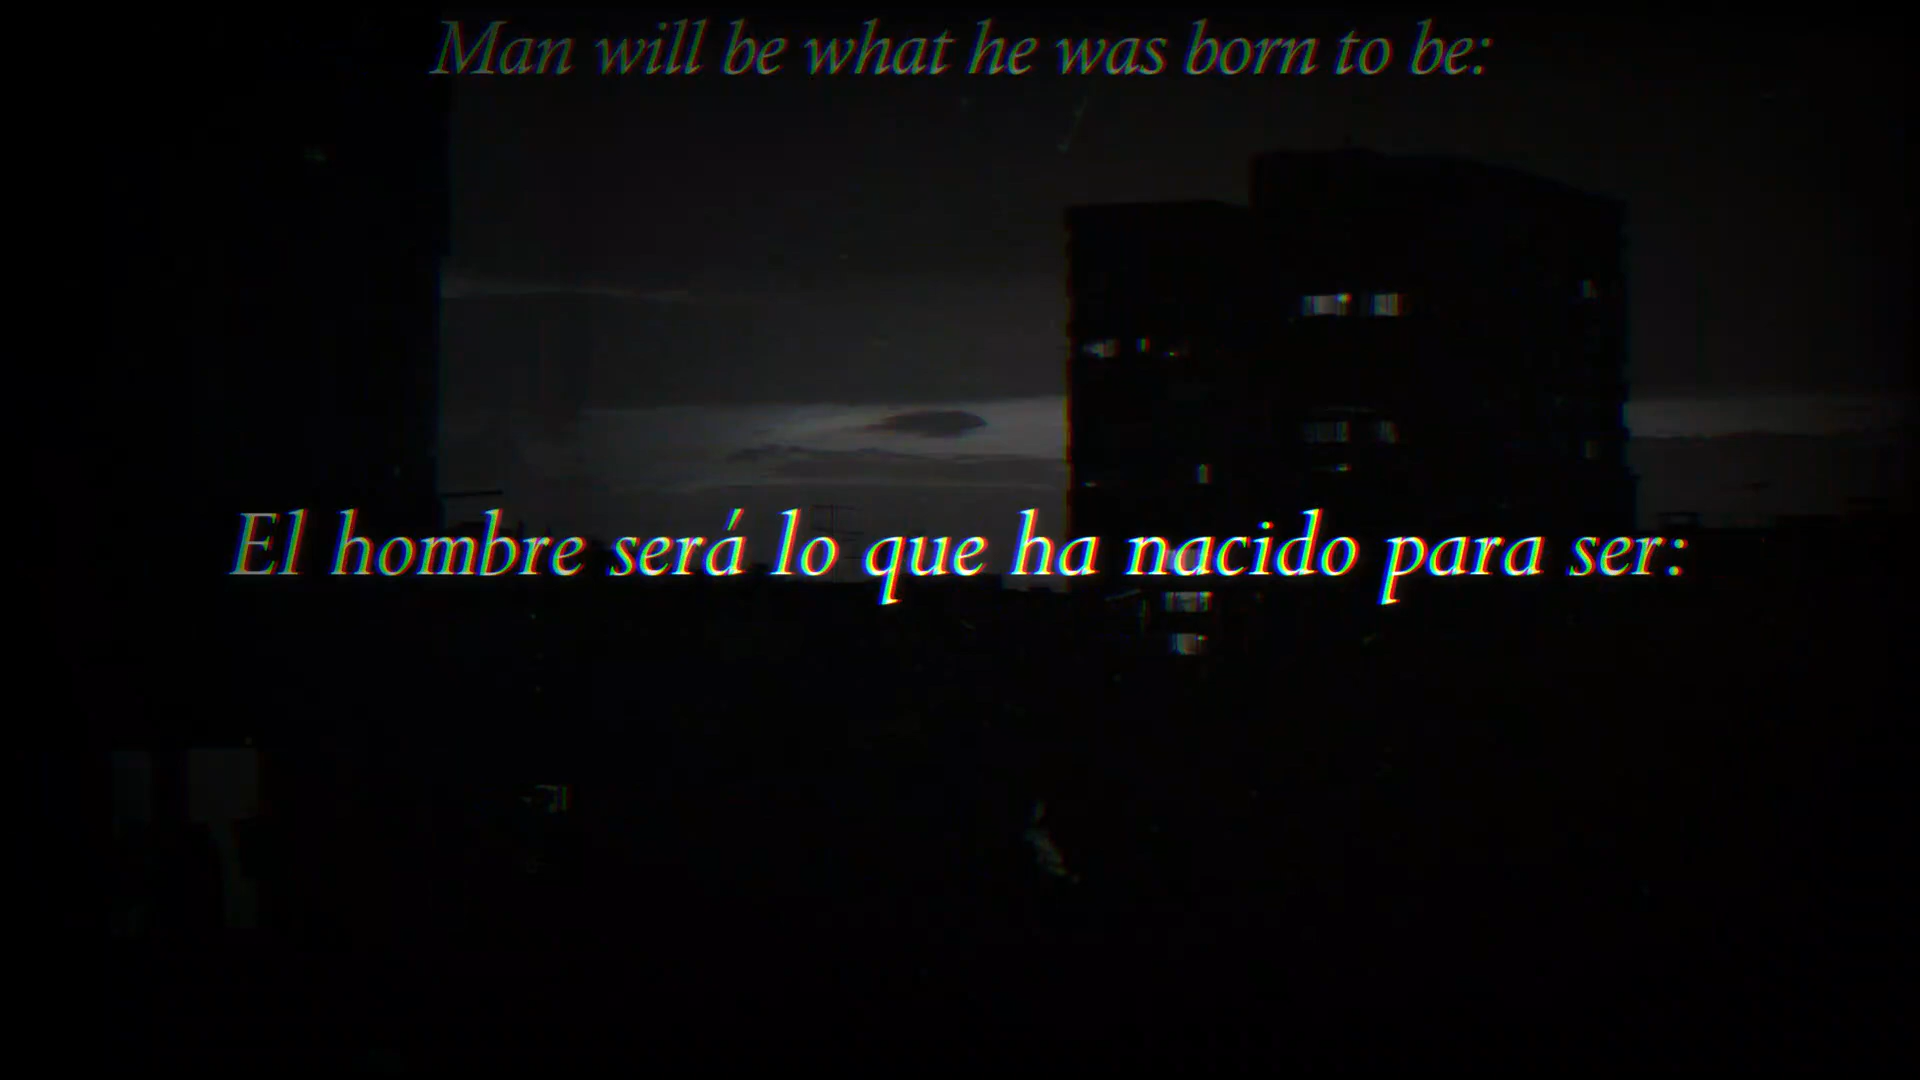 Man will be what he was born to be:
El hombre será lo que ha nacido para ser: